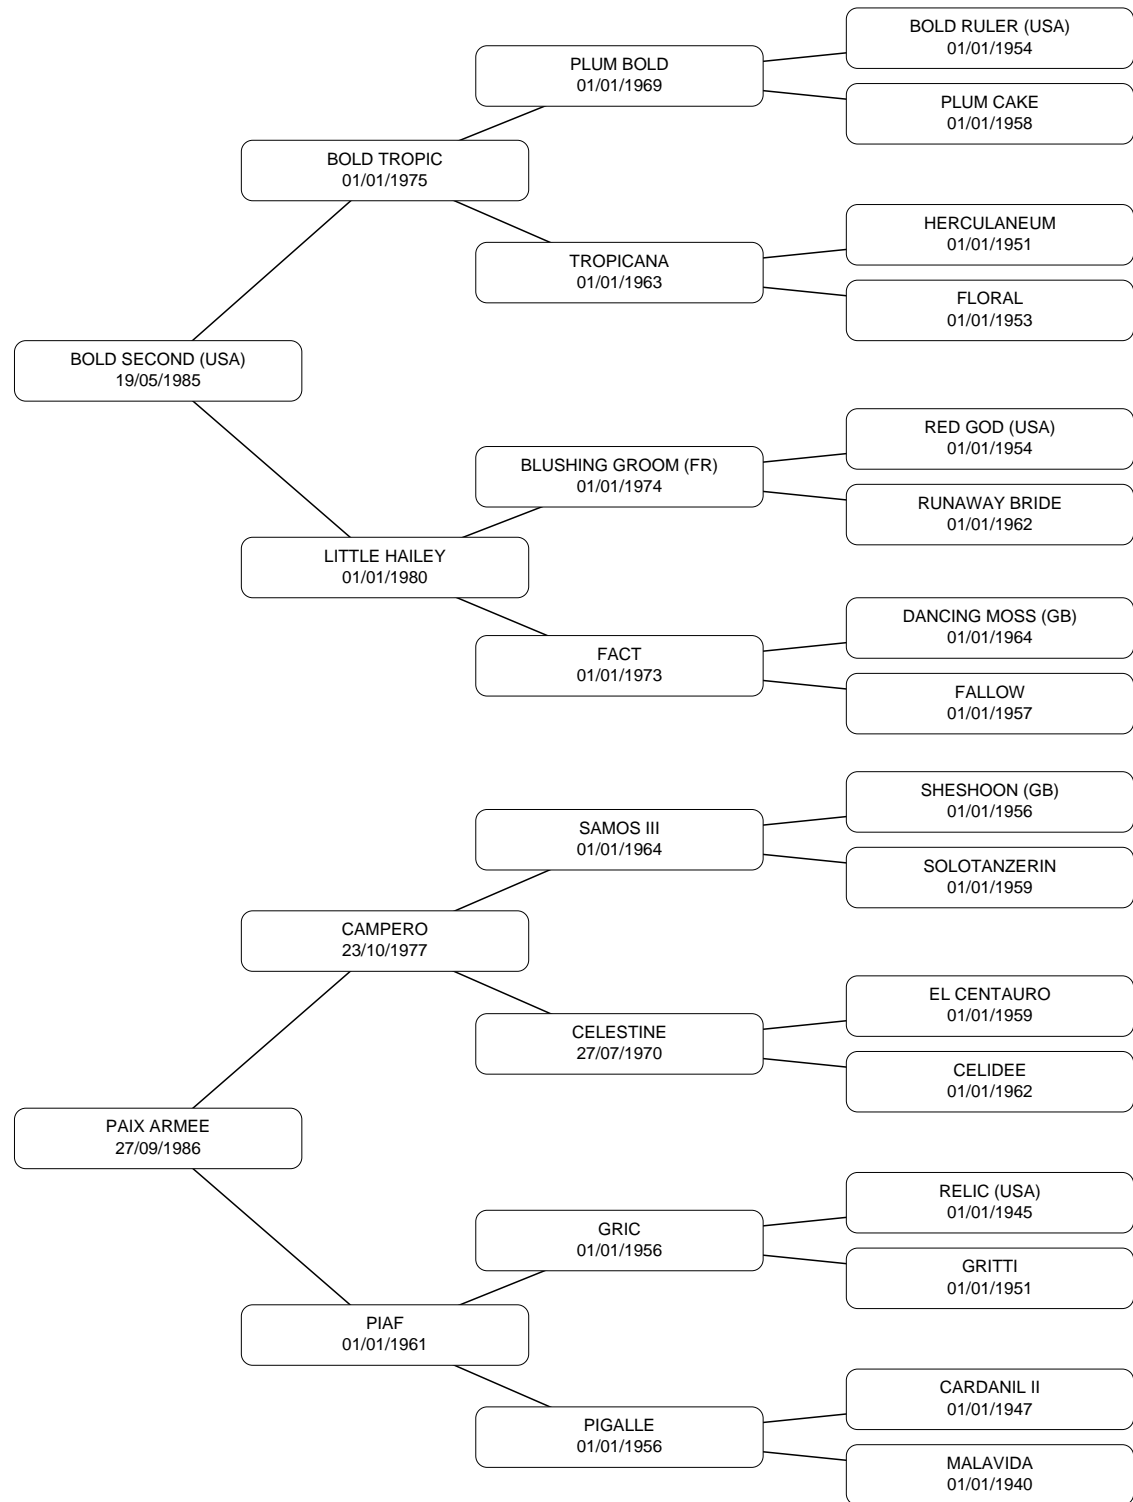 BOLD RULER (USA)
01/01/1954
PLUM BOLD
01/01/1969
PLUM CAKE
01/01/1958
BOLD TROPIC
01/01/1975
HERCULANEUM
01/01/1951
TROPICANA
01/01/1963
FLORAL
01/01/1953
BOLD SECOND (USA)
19/05/1985
RED GOD (USA)
01/01/1954
BLUSHING GROOM (FR)
01/01/1974
RUNAWAY BRIDE
01/01/1962
LITTLE HAILEY
01/01/1980
DANCING MOSS (GB)
01/01/1964
FACT
01/01/1973
FALLOW
01/01/1957
SHESHOON (GB)
01/01/1956
SAMOS III
01/01/1964
SOLOTANZERIN
01/01/1959
CAMPERO
23/10/1977
EL CENTAURO
01/01/1959
CELESTINE
27/07/1970
CELIDEE
01/01/1962
PAIX ARMEE
27/09/1986
RELIC (USA)
01/01/1945
GRIC
01/01/1956
GRITTI
01/01/1951
PIAF
01/01/1961
CARDANIL II
01/01/1947
PIGALLE
01/01/1956
MALAVIDA
01/01/1940